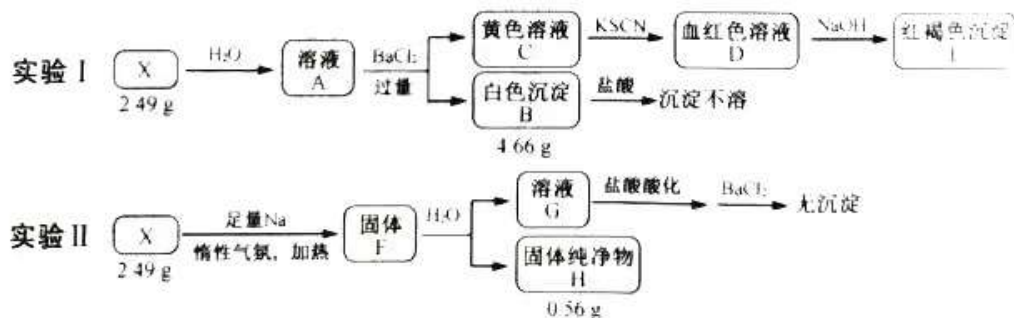 实验Ⅰ
X
2.49 g
H₂O
溶液
A
BaCl₂
过量
黄色溶液
C
KSCN
血红色溶液
D
NaOH
红褐色沉淀
白色沉淀
B
4.66 g
盐酸
沉淀不溶
实验Ⅱ
X
2.49 g
足量Na
惰性气氛，加热
固体
F
H₂O
溶液
G
盐酸酸化
BaCl₂
无沉淀
固体纯净物
H
0.56 g